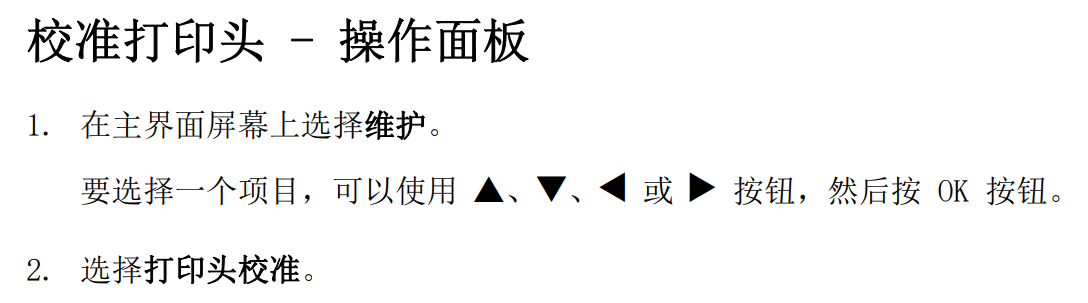 校准打印头 - 操作面板
1. 在主界面屏幕上选择维护。
要选择一个项目，可以使用 ▲、▼、◀ 或 ▶ 按钮，然后按 OK 按钮。
2. 选择打印头校准。